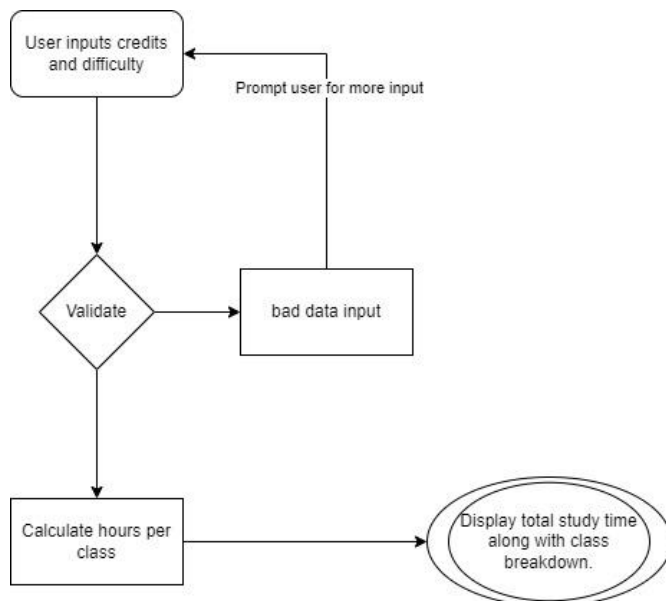 User inputs credits
and difficulty
Prompt user for more input
Validate
bad data input
Calculate hours per
class
Display total study time
along with class
breakdown.